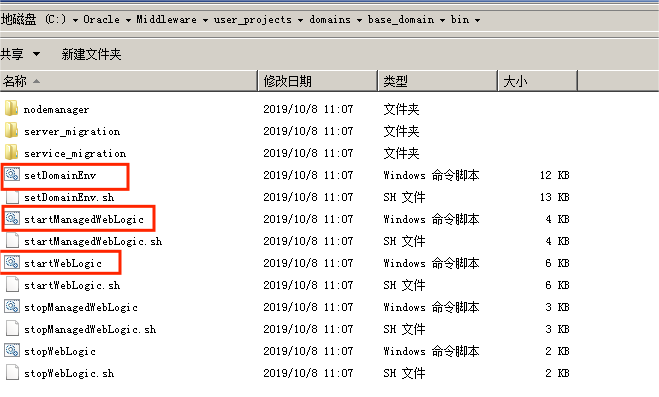 地磁盘 (C:) ▾ Oracle ▾ Middleware ▾ user_projects ▾ domains ▾ base_domain ▾ bin ▾
共享 ▾ 新建文件夹
名称 修改日期 类型 大小
nodemanager 2019/10/8 11:07 文件夹
server_migration 2019/10/8 11:07 文件夹
service_migration 2019/10/8 11:07 文件夹
setDomainEnv 2019/10/8 11:07 Windows 命令脚本 12 KB
setDomainEnv.sh 2019/10/8 11:07 SH 文件 13 KB
startManagedWebLogic 2019/10/8 11:07 Windows 命令脚本 4 KB
startManagedWebLogic.sh 2019/10/8 11:07 SH 文件 4 KB
startWebLogic 2019/10/8 11:07 Windows 命令脚本 6 KB
startWebLogic.sh 2019/10/8 11:07 SH 文件 6 KB
stopManagedWebLogic 2019/10/8 11:07 Windows 命令脚本 3 KB
stopManagedWebLogic.sh 2019/10/8 11:07 SH 文件 3 KB
stopWebLogic 2019/10/8 11:07 Windows 命令脚本 2 KB
stopWebLogic.sh 2019/10/8 11:07 SH 文件 2 KB